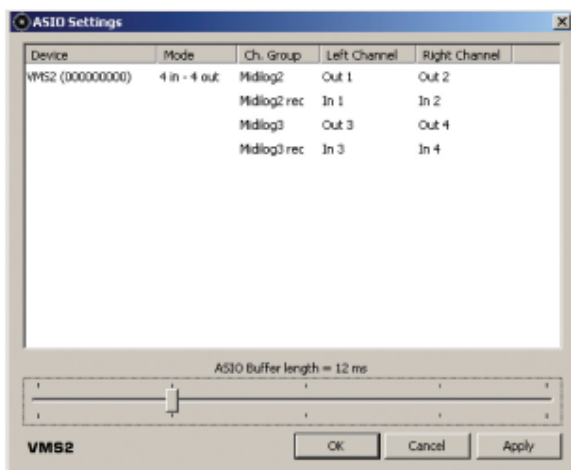 ASIO Settings
Device Mode Ch. Group Left Channel Right Channel
VMS2 (000000000) 4 in - 4 out Midilog2 Out 1 Out 2
Midilog2 rec In 1 In 2
Midilog3 Out 3 Out 4
Midilog3 rec In 3 In 4
ASIO Buffer length = 12 ms
VMS2 OK Cancel Apply